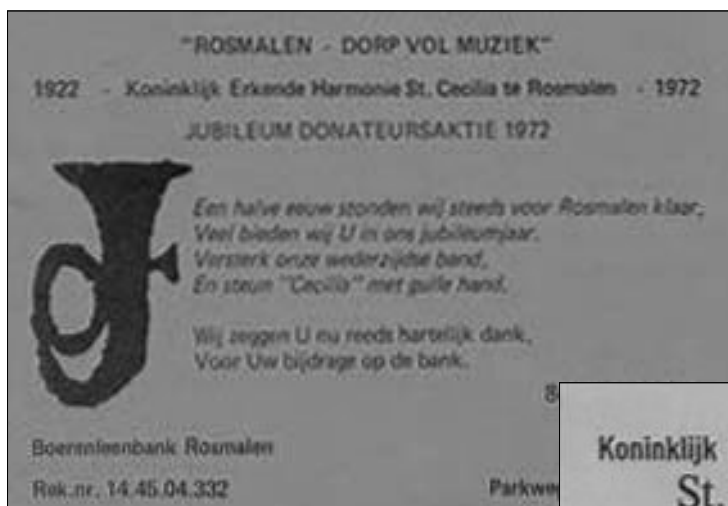 "ROSMALEN - DORP VOL MUZIEK"
1922 - Koninklijk Erkende Harmonie St. Cecilia te Rosmalen - 1972
JUBILEUM DONATEURSAKTIE 1972
Een halve eeuw stonden wij steeds voor Rosmalen klaar,
Veel bieden wij U in ons jubileumjaar.
Versterk onze wederzijdse band,
En steun "Cecilia" met gulle hand.
Wij zeggen U nu reeds hartelijk dank,
Voor Uw bijdrage op de bank.
Boerenleenbank Rosmalen
Rek.nr. 14.45.04.332
Koninklijk
St.